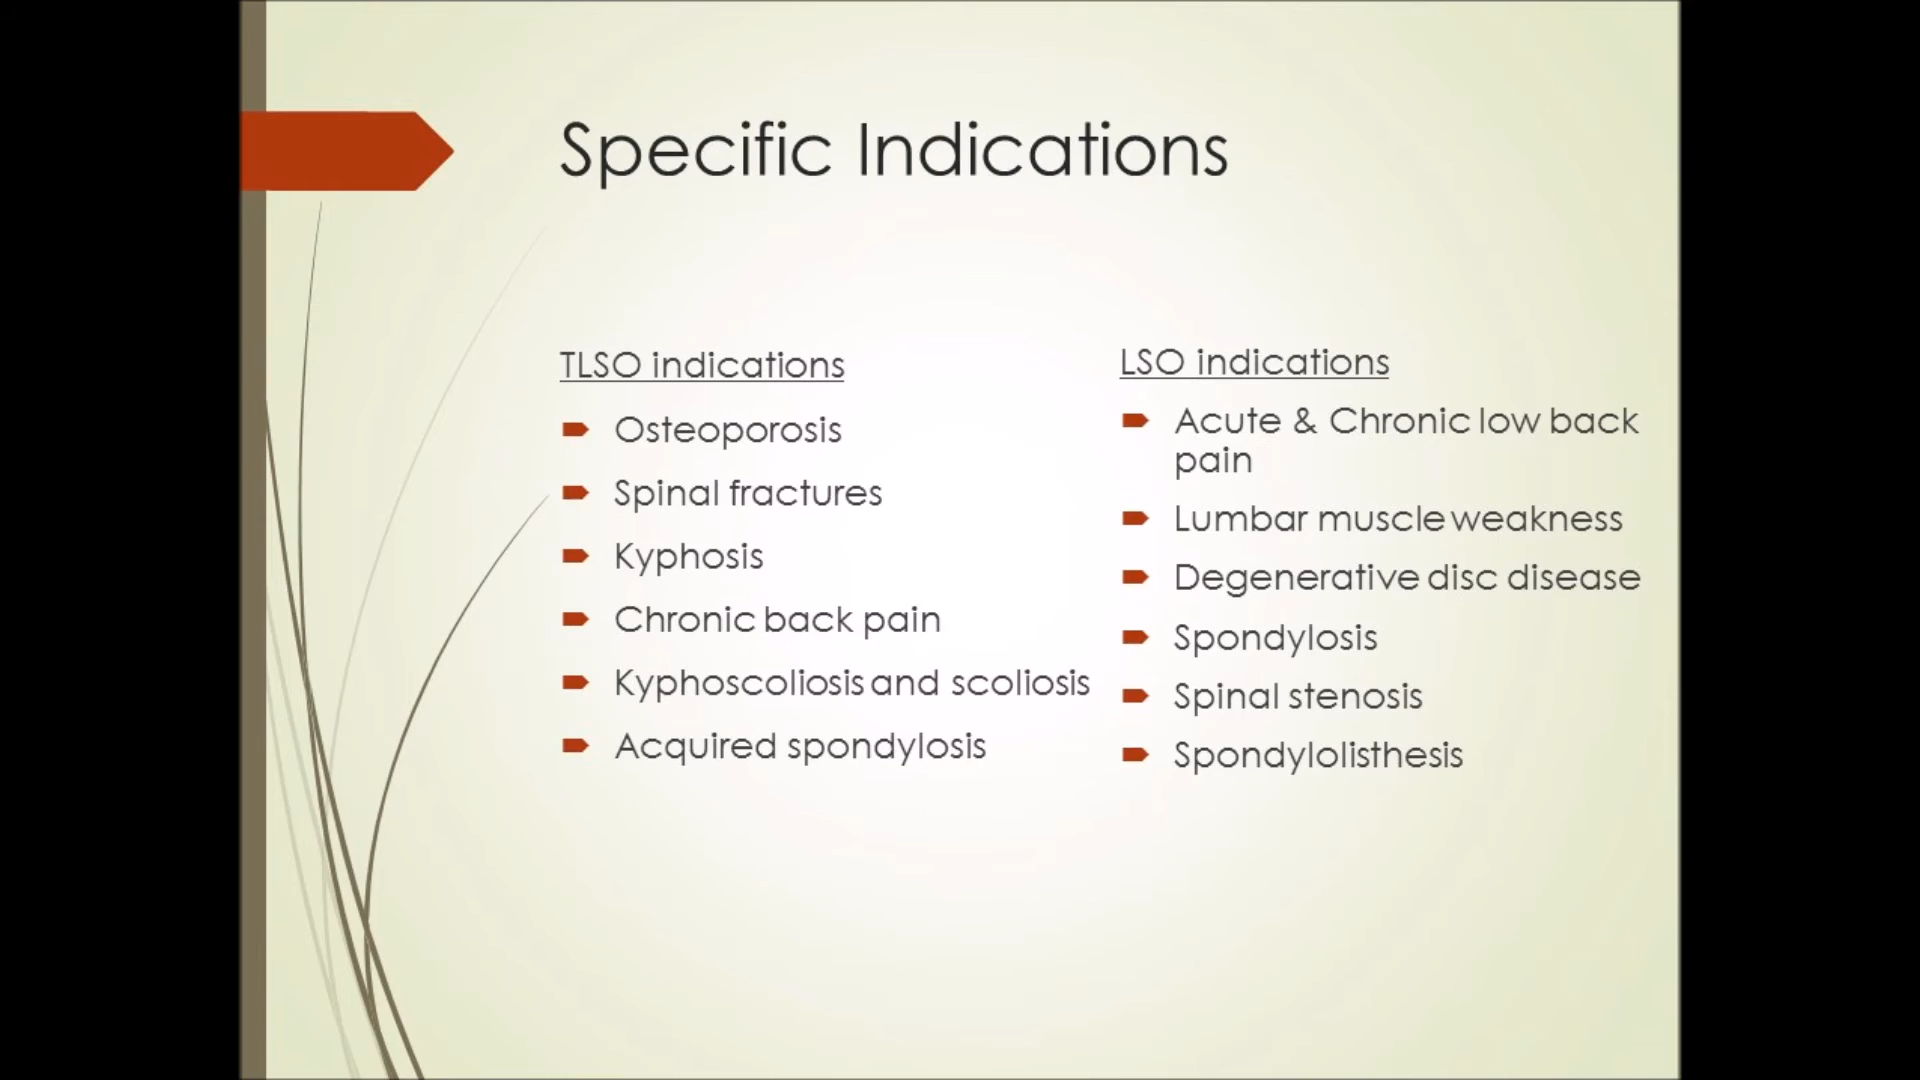 Specific Indications
TLSO indications
Osteoporosis
Spinal fractures
Kyphosis
Chronic back pain
Kyphoscoliosis and scoliosis
Acquired spondylosis
LSO indications
Acute & Chronic low back
pain
Lumbar muscle weakness
Degenerative disc disease
Spondylosis
Spinal stenosis
Spondylolisthesis